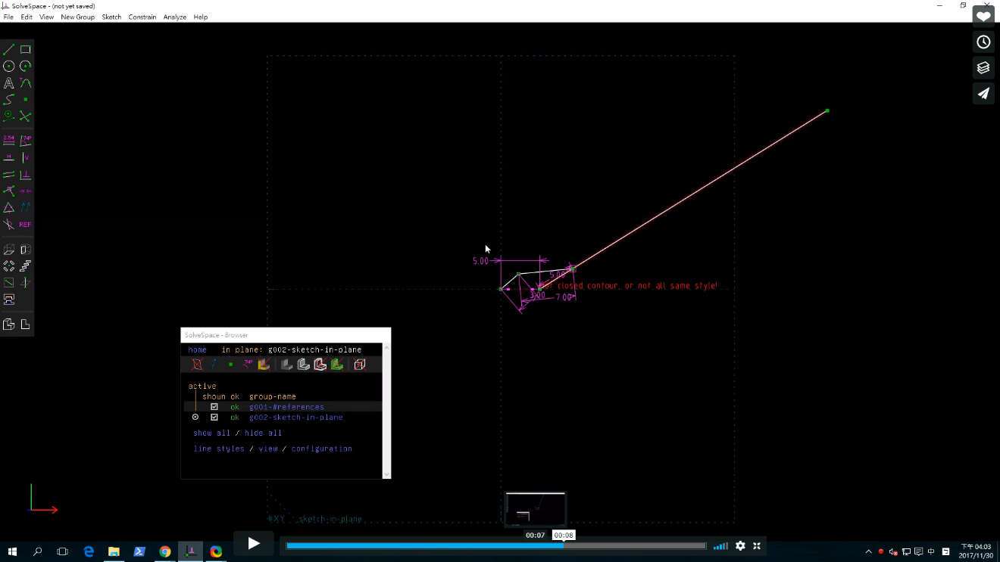 SolveSpace - (not yet saved)
File Edit View New Group Sketch Constrain Analyze Help
2.54 74°
H V
REF
5.00
5.00
closed contour, or not all same style!
3.00
7.00
SolveSpace - Browser
home in plane: g002-sketch-in-plane
74°
active
shown ok group-name
ok g001-#references
ok g002-sketch-in-plane
show all / hide all
line styles / view / configuration
#XY sketch-in-plane
00:07 00:08
中
下午 04:03
2017/11/30